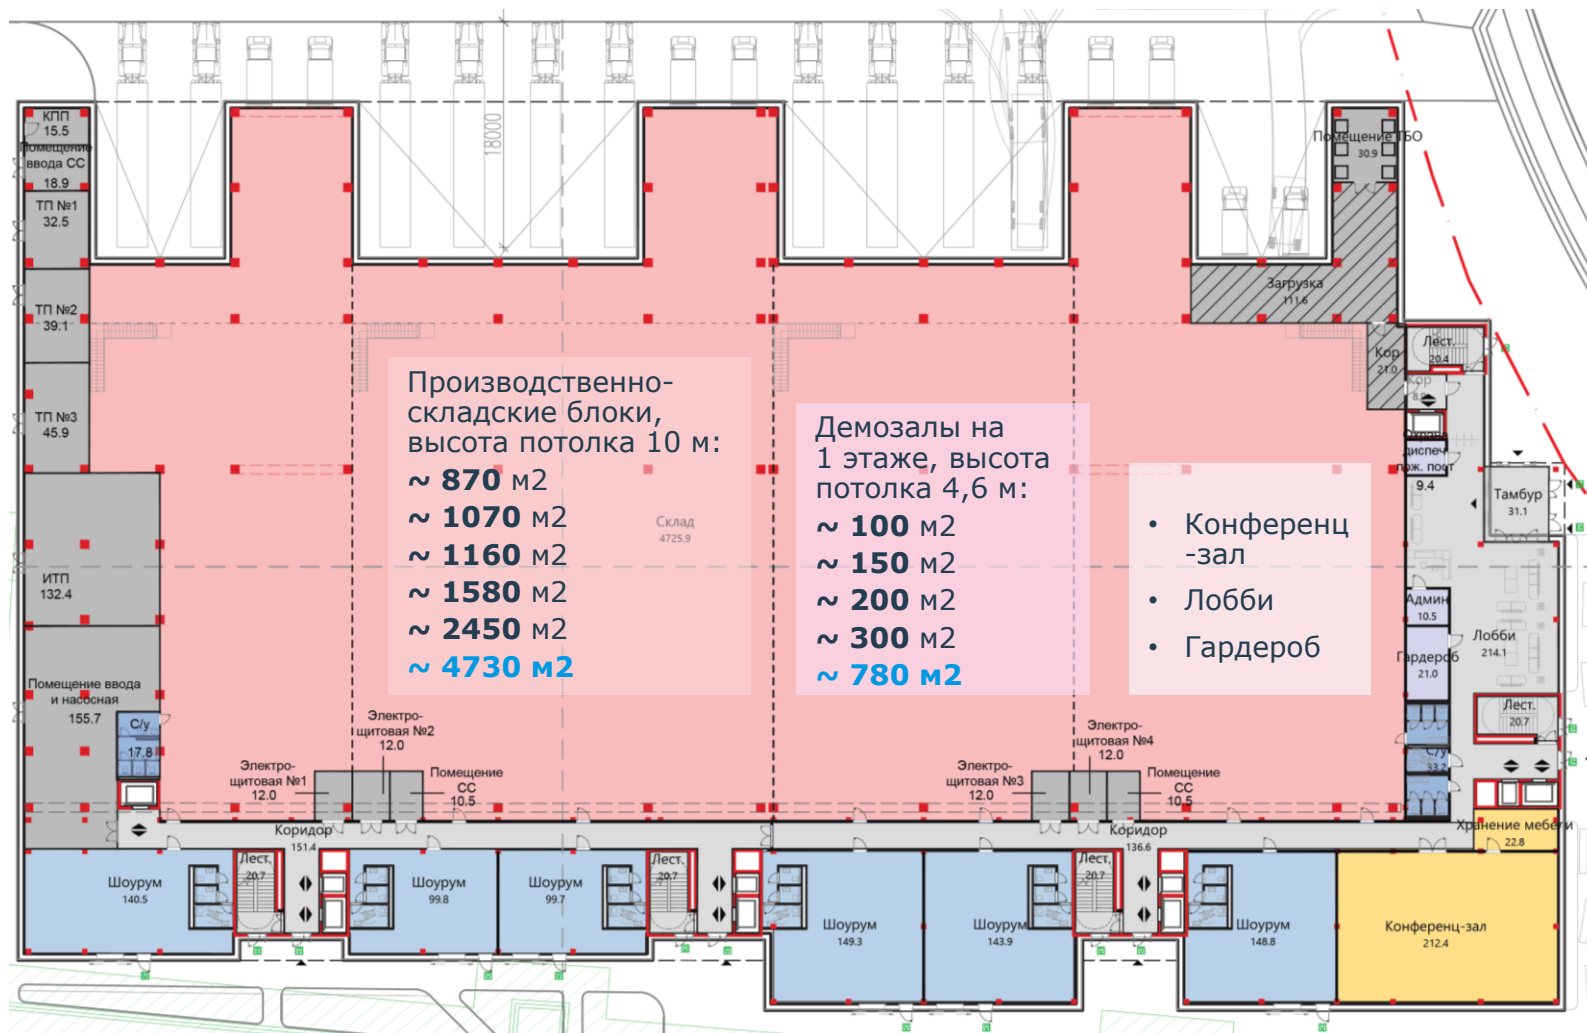 18000
КПП
15.5
Помещение
ввода СС
18.9
ТП №1
32.5
ТП №2
39.1
ТП №3
45.9
ИТП
132.4
Помещение ввода
и насосная
155.7
С/у
17.8
Помещение ТБО
30.9
Загрузка
111.6
Кор
21.0
Лест.
20.4
Кор
диспеч
пож. пост
9.4
Тамбур
31.1
Админ
10.5
Лобби
214.1
Гардероб
21.0
Лест.
20.7
С/у
33.2
Производственно-
складские блоки,
высота потолка 10 м:
~ 870 м2
~ 1070 м2
~ 1160 м2
~ 1580 м2
~ 2450 м2
~ 4730 м2
Склад
4725.9
Демозалы на
1 этаже, высота
потолка 4,6 м:
~ 100 м2
~ 150 м2
~ 200 м2
~ 300 м2
~ 780 м2
• Конференц
-зал
• Лобби
• Гардероб
Электро-
щитовая №1
12.0
Электро-
щитовая №2
12.0
Помещение
СС
10.5
Электро-
щитовая №3
12.0
Электро-
щитовая №4
12.0
Помещение
СС
10.5
Коридор
151.4
Коридор
136.6
Хранение мебели
22.8
Шоурум
140.5
Лест.
20.7
Шоурум
99.8
Шоурум
99.7
Лест.
20.7
Шоурум
149.3
Шоурум
143.9
Лест.
20.7
Шоурум
148.8
Конференц-зал
212.4